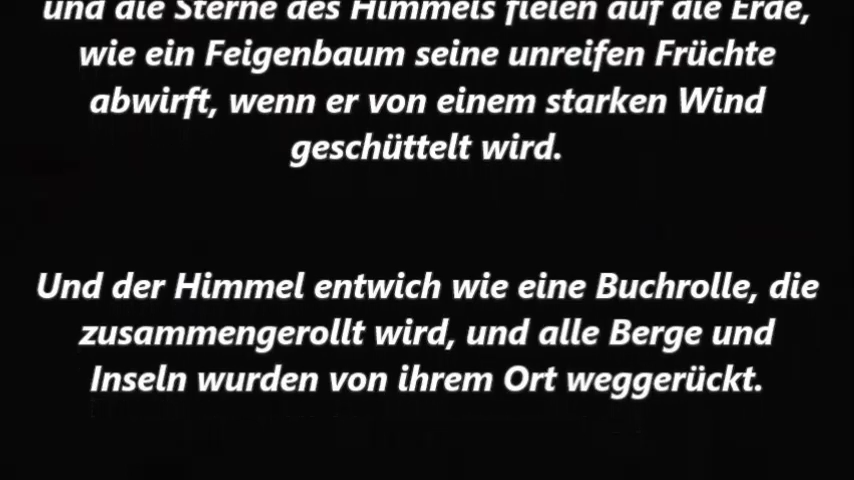 und die Sterne des Himmels fielen auf die Erde,
wie ein Feigenbaum seine unreifen Früchte
abwirft, wenn er von einem starken Wind
geschüttelt wird.
Und der Himmel entwich wie eine Buchrolle, die
zusammengerollt wird, und alle Berge und
Inseln wurden von ihrem Ort weggerückt.